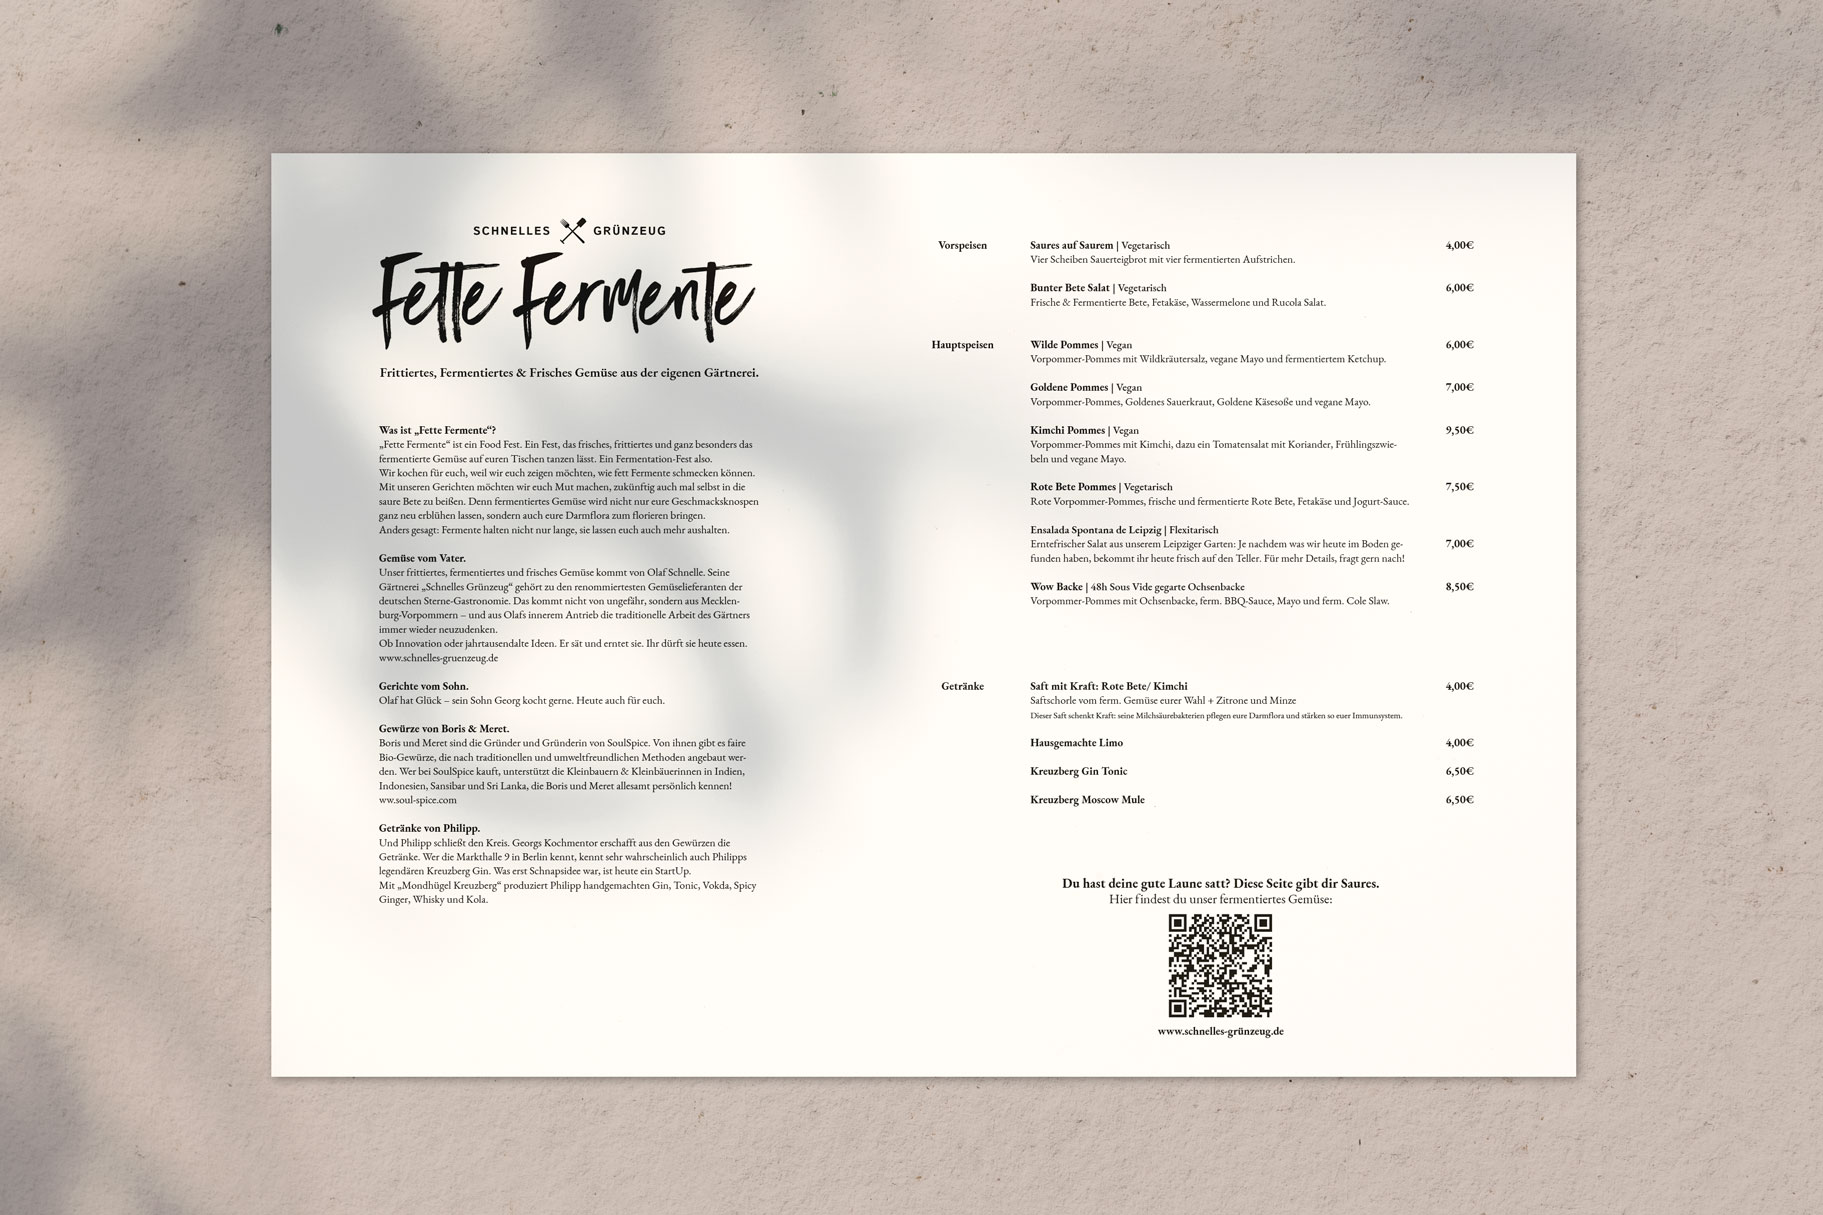 SCHNELLES GRÜNZEUG
Fette Fermente
Frittiertes, Fermentiertes & Frisches Gemüse aus der eigenen Gärtnerei.
Was ist „Fette Fermente“?
„Fette Fermente“ ist ein Food Fest. Ein Fest, das frisches, frittiertes und ganz besonders das
fermentierte Gemüse auf euren Tischen tanzen lässt. Ein Fermentation-Fest also.
Wir kochen für euch, weil wir euch zeigen möchten, wie fett Fermente schmecken können.
Mit unseren Gerichten möchten wir euch Mut machen, zukünftig auch mal selbst in die
saure Bete zu beißen. Denn fermentiertes Gemüse wird nicht nur eure Geschmacksknospen
ganz neu erblühen lassen, sondern auch eure Darmflora zum florieren bringen.
Anders gesagt: Fermente halten nicht nur lange, sie lassen euch auch mehr aushalten.
Gemüse vom Vater.
Unser frittiertes, fermentiertes und frisches Gemüse kommt von Olaf Schnelle. Seine
Gärtnerei „Schnelles Grünzeug“ gehört zu den renommiertesten Gemüselieferanten der
deutschen Sterne-Gastronomie. Das kommt nicht von ungefähr, sondern aus Mecklen-
burg-Vorpommern – und aus Olafs innerem Antrieb die traditionelle Arbeit des Gärtners
immer wieder neuzudenken.
Ob Innovation oder jahrtausendalte Ideen. Er sät und erntet sie. Ihr dürft sie heute essen.
www.schnelles-gruenzeug.de
Gerichte vom Sohn.
Olaf hat Glück – sein Sohn Georg kocht gerne. Heute auch für euch.
Gewürze von Boris & Meret.
Boris und Meret sind die Gründer und Gründerin von SoulSpice. Von ihnen gibt es faire
Bio-Gewürze, die nach traditionellen und umweltfreundlichen Methoden angebaut wer-
den. Wer bei SoulSpice kauft, unterstützt die Kleinbauern & Kleinbäuerinnen in Indien,
Indonesien, Sansibar und Sri Lanka, die Boris und Meret allesamt persönlich kennen!
ww.soul-spice.com
Getränke von Philipp.
Und Philipp schließt den Kreis. Georgs Kochmentor erschafft aus den Gewürzen die
Getränke. Wer die Markthalle 9 in Berlin kennt, kennt sehr wahrscheinlich auch Philipps
legendären Kreuzberg Gin. Was erst Schnapsidee war, ist heute ein StartUp.
Mit „Mondhügel Kreuzberg“ produziert Philipp handgemachten Gin, Tonic, Vokda, Spicy
Ginger, Whisky und Kola.
Vorspeisen
Saures auf Saurem | Vegetarisch 4,00€
Vier Scheiben Sauerteigbrot mit vier fermentierten Aufstrichen.
Bunter Bete Salat | Vegetarisch 6,00€
Frische & Fermentierte Bete, Fetakäse, Wassermelone und Rucola Salat.
Hauptspeisen
Wilde Pommes | Vegan 6,00€
Vorpommer-Pommes mit Wildkräutersalz, vegane Mayo und fermentiertem Ketchup.
Goldene Pommes | Vegan 7,00€
Vorpommer-Pommes, Goldenes Sauerkraut, Goldene Käsesoße und vegane Mayo.
Kimchi Pommes | Vegan 9,50€
Vorpommer-Pommes mit Kimchi, dazu ein Tomatensalat mit Koriander, Frühlingszwie-
beln und vegane Mayo.
Rote Bete Pommes | Vegetarisch 7,50€
Rote Vorpommer-Pommes, frische und fermentierte Rote Bete, Fetakäse und Jogurt-Sauce.
Ensalada Spontana de Leipzig | Flexitarisch
Erntefrischer Salat aus unserem Leipziger Garten: Je nachdem was wir heute im Boden ge- 7,00€
funden haben, bekommt ihr heute frisch auf den Teller. Für mehr Details, fragt gern nach!
Wow Backe | 48h Sous Vide gegarte Ochsenbacke 8,50€
Vorpommer-Pommes mit Ochsenbacke, ferm. BBQ-Sauce, Mayo und ferm. Cole Slaw.
Getränke
Saft mit Kraft: Rote Bete/ Kimchi 4,00€
Saftschorle vom ferm. Gemüse eurer Wahl + Zitrone und Minze
Dieser Saft schenkt Kraft: seine Milchsäurebakterien pflegen eure Darmflora und stärken so euer Immunsystem.
Hausgemachte Limo 4,00€
Kreuzberg Gin Tonic 6,50€
Kreuzberg Moscow Mule 6,50€
Du hast deine gute Laune satt? Diese Seite gibt dir Saures.
Hier findest du unser fermentiertes Gemüse:
www.schnelles-grünzeug.de